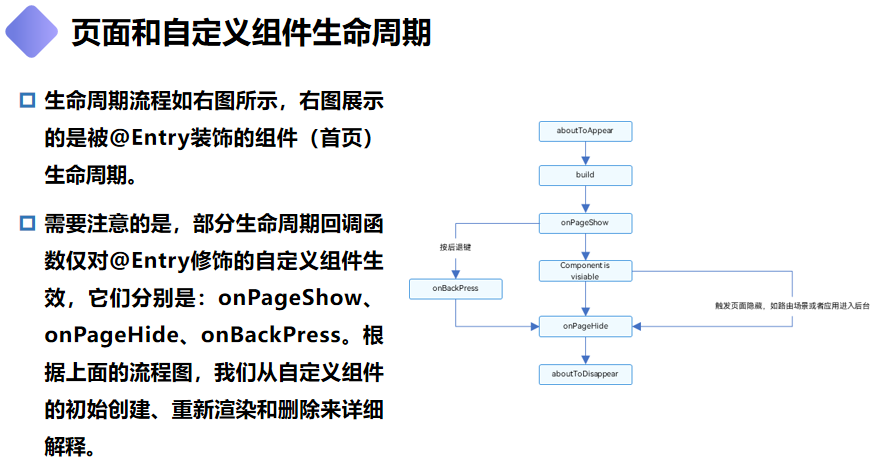 页面和自定义组件生命周期
生命周期流程如右图所示，右图展示
的是被@Entry装饰的组件（首页）
生命周期。
需要注意的是，部分生命周期回调函
数仅对@Entry修饰的自定义组件生
效，它们分别是：onPageShow、
onPageHide、onBackPress。根
据上面的流程图，我们从自定义组件
的初始创建、重新渲染和删除来详细
解释。
aboutToAppear
build
onPageShow
按后退键
Component is
visiable
onBackPress
触发页面隐藏，如路由场景或者应用进入后台
onPageHide
aboutToDisappear